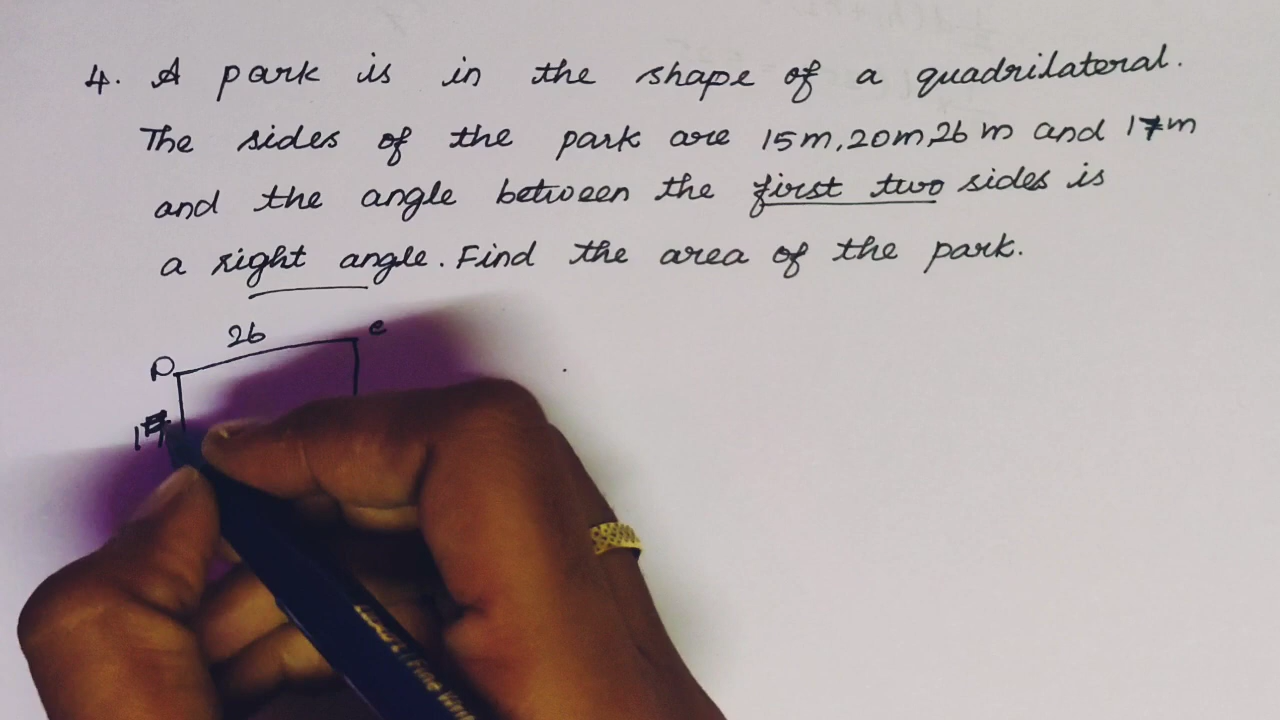 4. A park is in the shape of a quadrilateral.
The sides of the park are 15m, 20m, 26 m and 17m
and the angle between the first two sides is
a right angle. Find the area of the park.
26 c
D
17